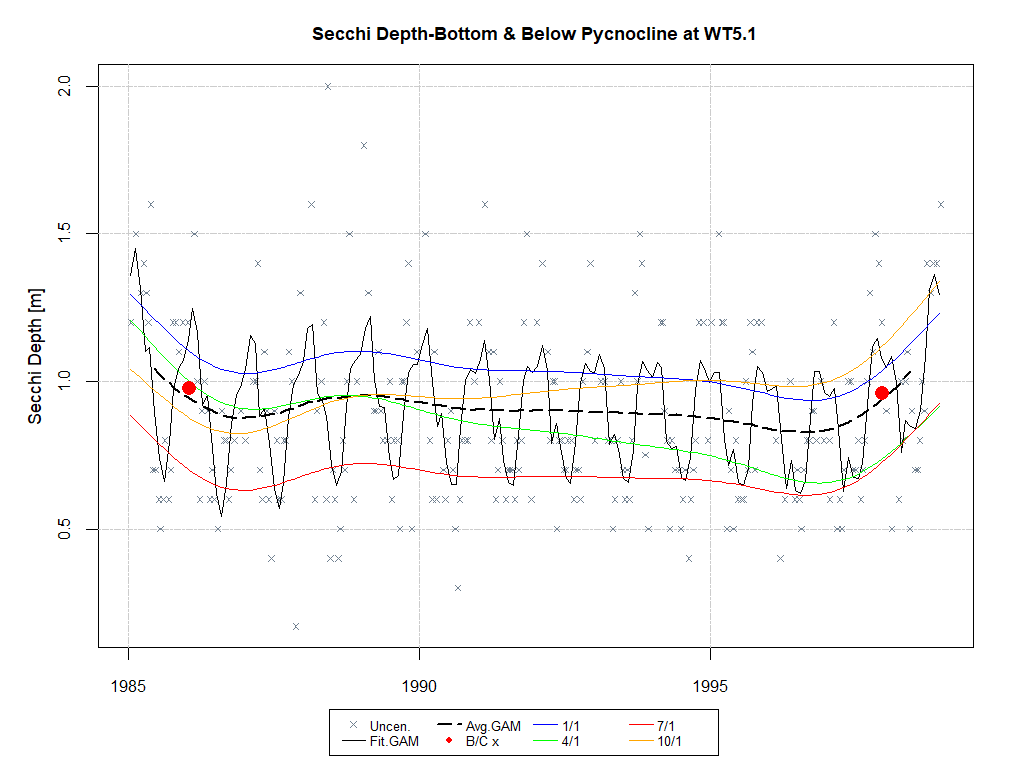 Secchi Depth-Bottom & Below Pycnocline at WT5.1
Secchi Depth [m]
2.0
1.5
1.0
0.5
1985 1990 1995
Uncen. Avg.GAM 1/1 7/1
Fit.GAM B/C x 4/1 10/1